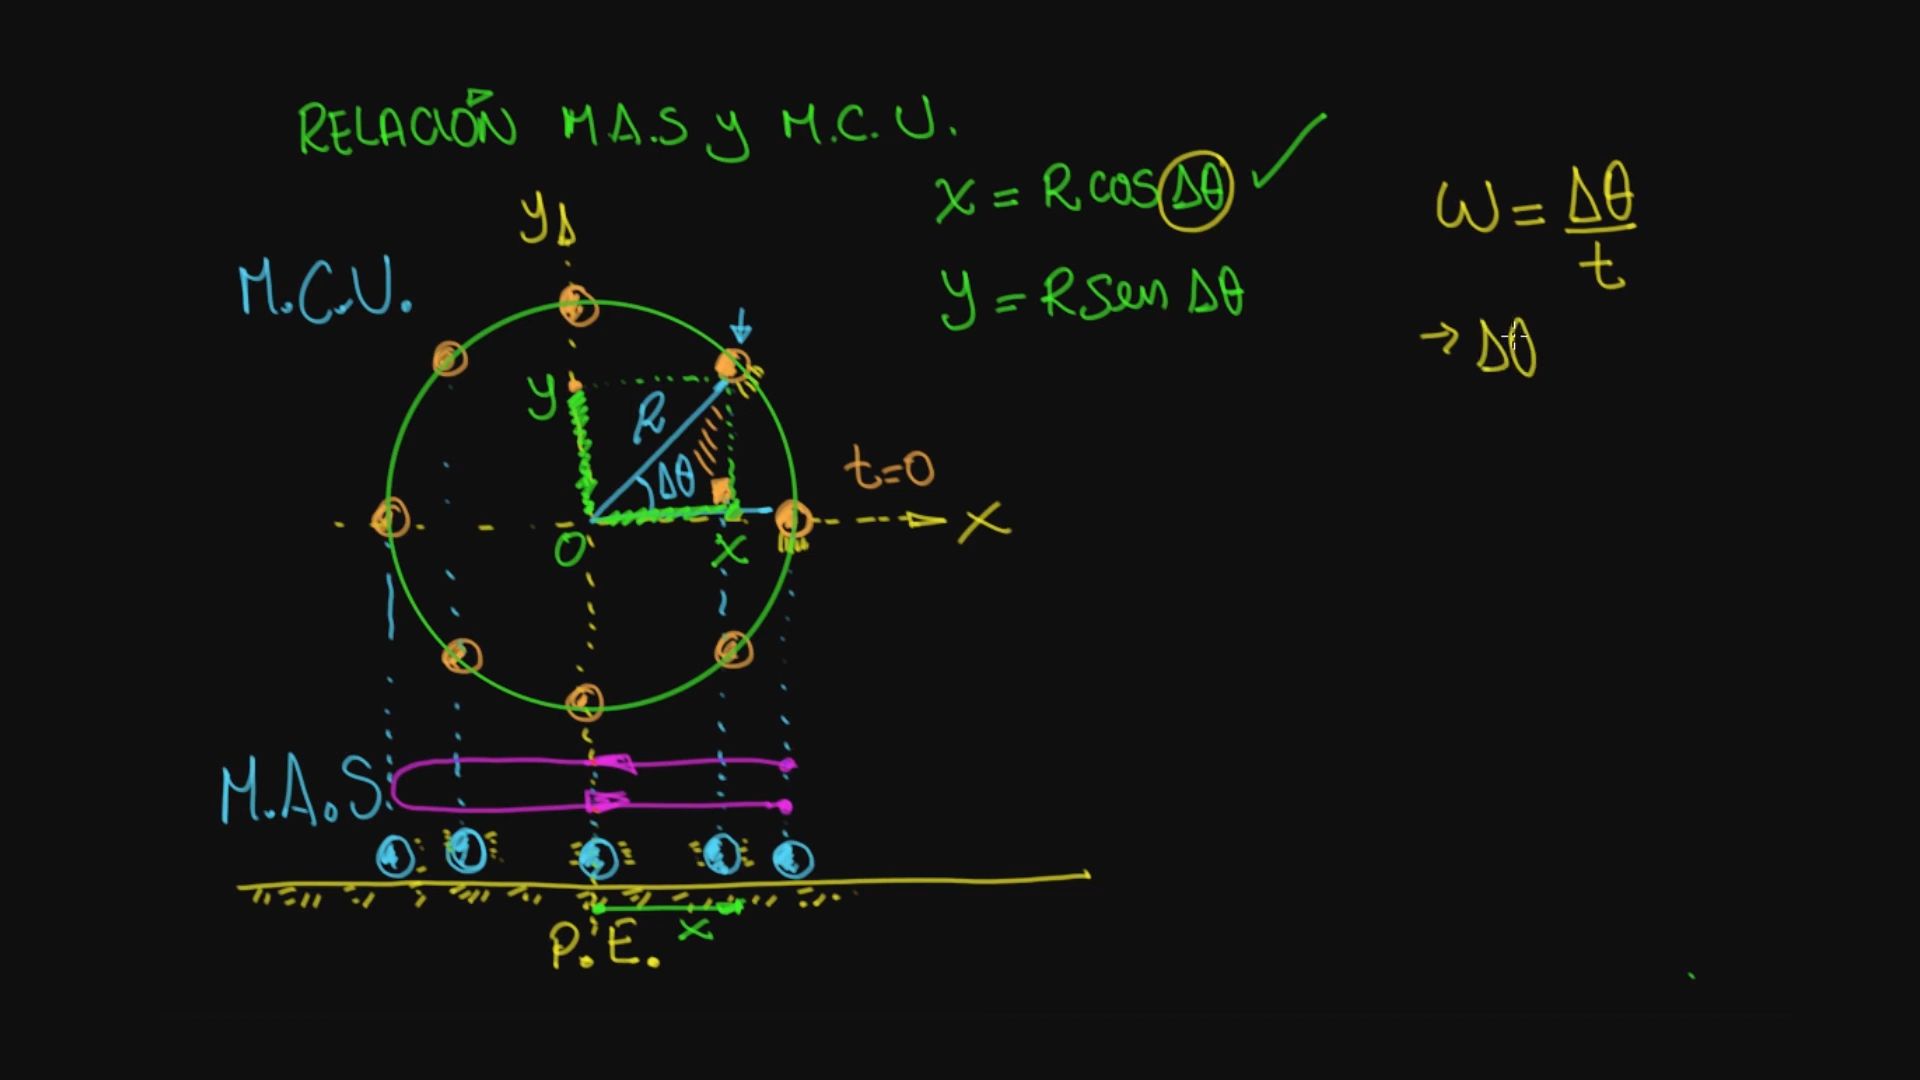 RELACIÓN M.A.S y M.C.U.
x = R cos Δθ
ω = Δθ/t
y
M.C.U.
y = R sen Δθ
→ Δθ
y
R
Δθ
t=0
x
O
x
M.A.S.
P.E.
x